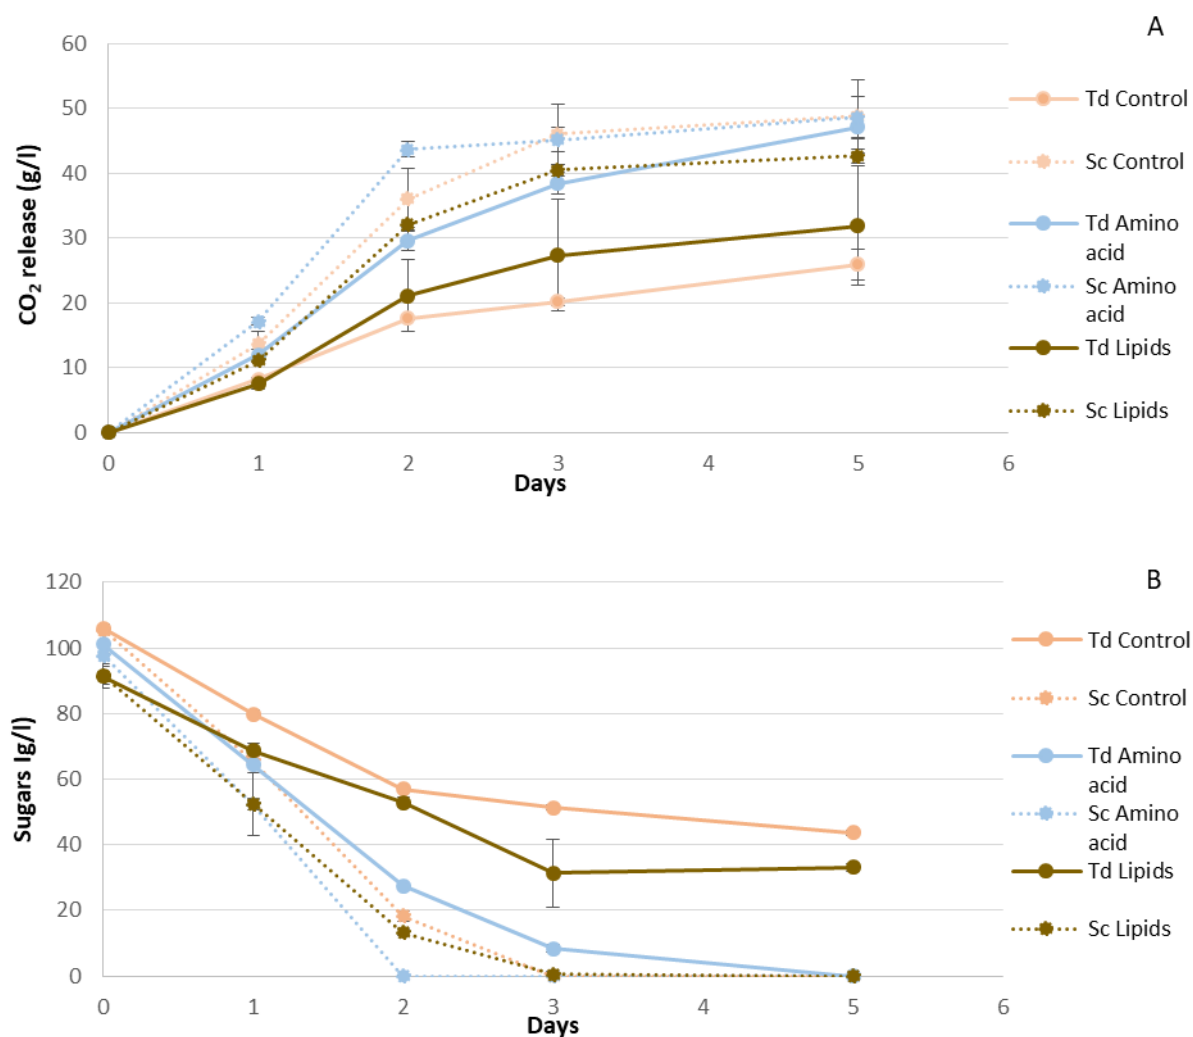 A
60
50
40
30
20
10
0
CO₂ release (g/l)
0 1 2 3 4 5 6
Days
Td Control
Sc Control
Td Amino
acid
Sc Amino
acid
Td Lipids
Sc Lipids
B
120
100
80
60
40
20
0
Sugars Ig/l)
0 1 2 3 4 5 6
Days
Td Control
Sc Control
Td Amino
acid
Sc Amino
acid
Td Lipids
Sc Lipids